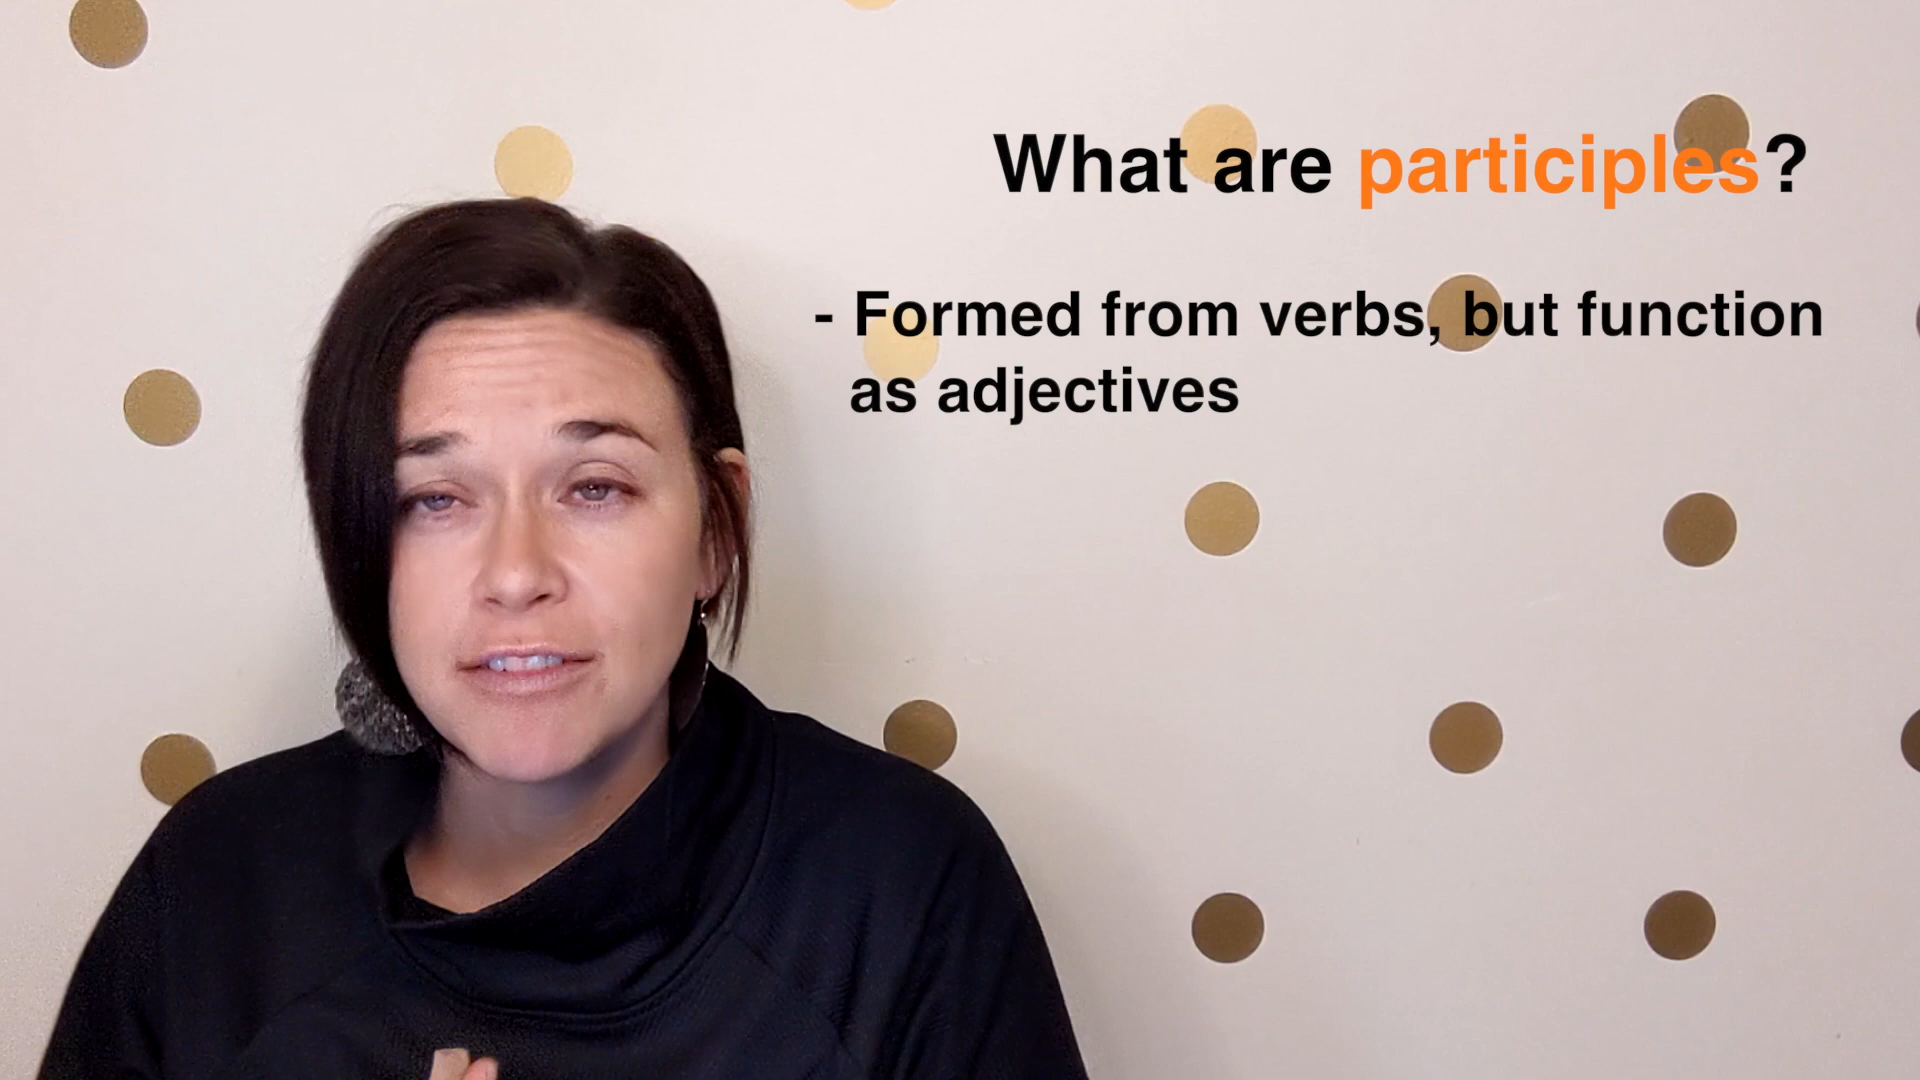 What are participles?
- Formed from verbs, but function
as adjectives